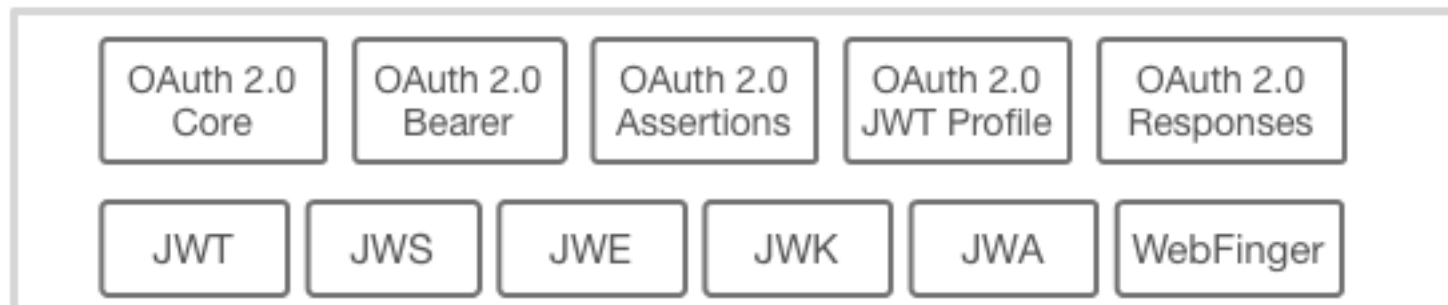 OAuth 2.0
Core
OAuth 2.0
Bearer
OAuth 2.0
Assertions
OAuth 2.0
JWT Profile
OAuth 2.0
Responses
JWT
JWS
JWE
JWK
JWA
WebFinger